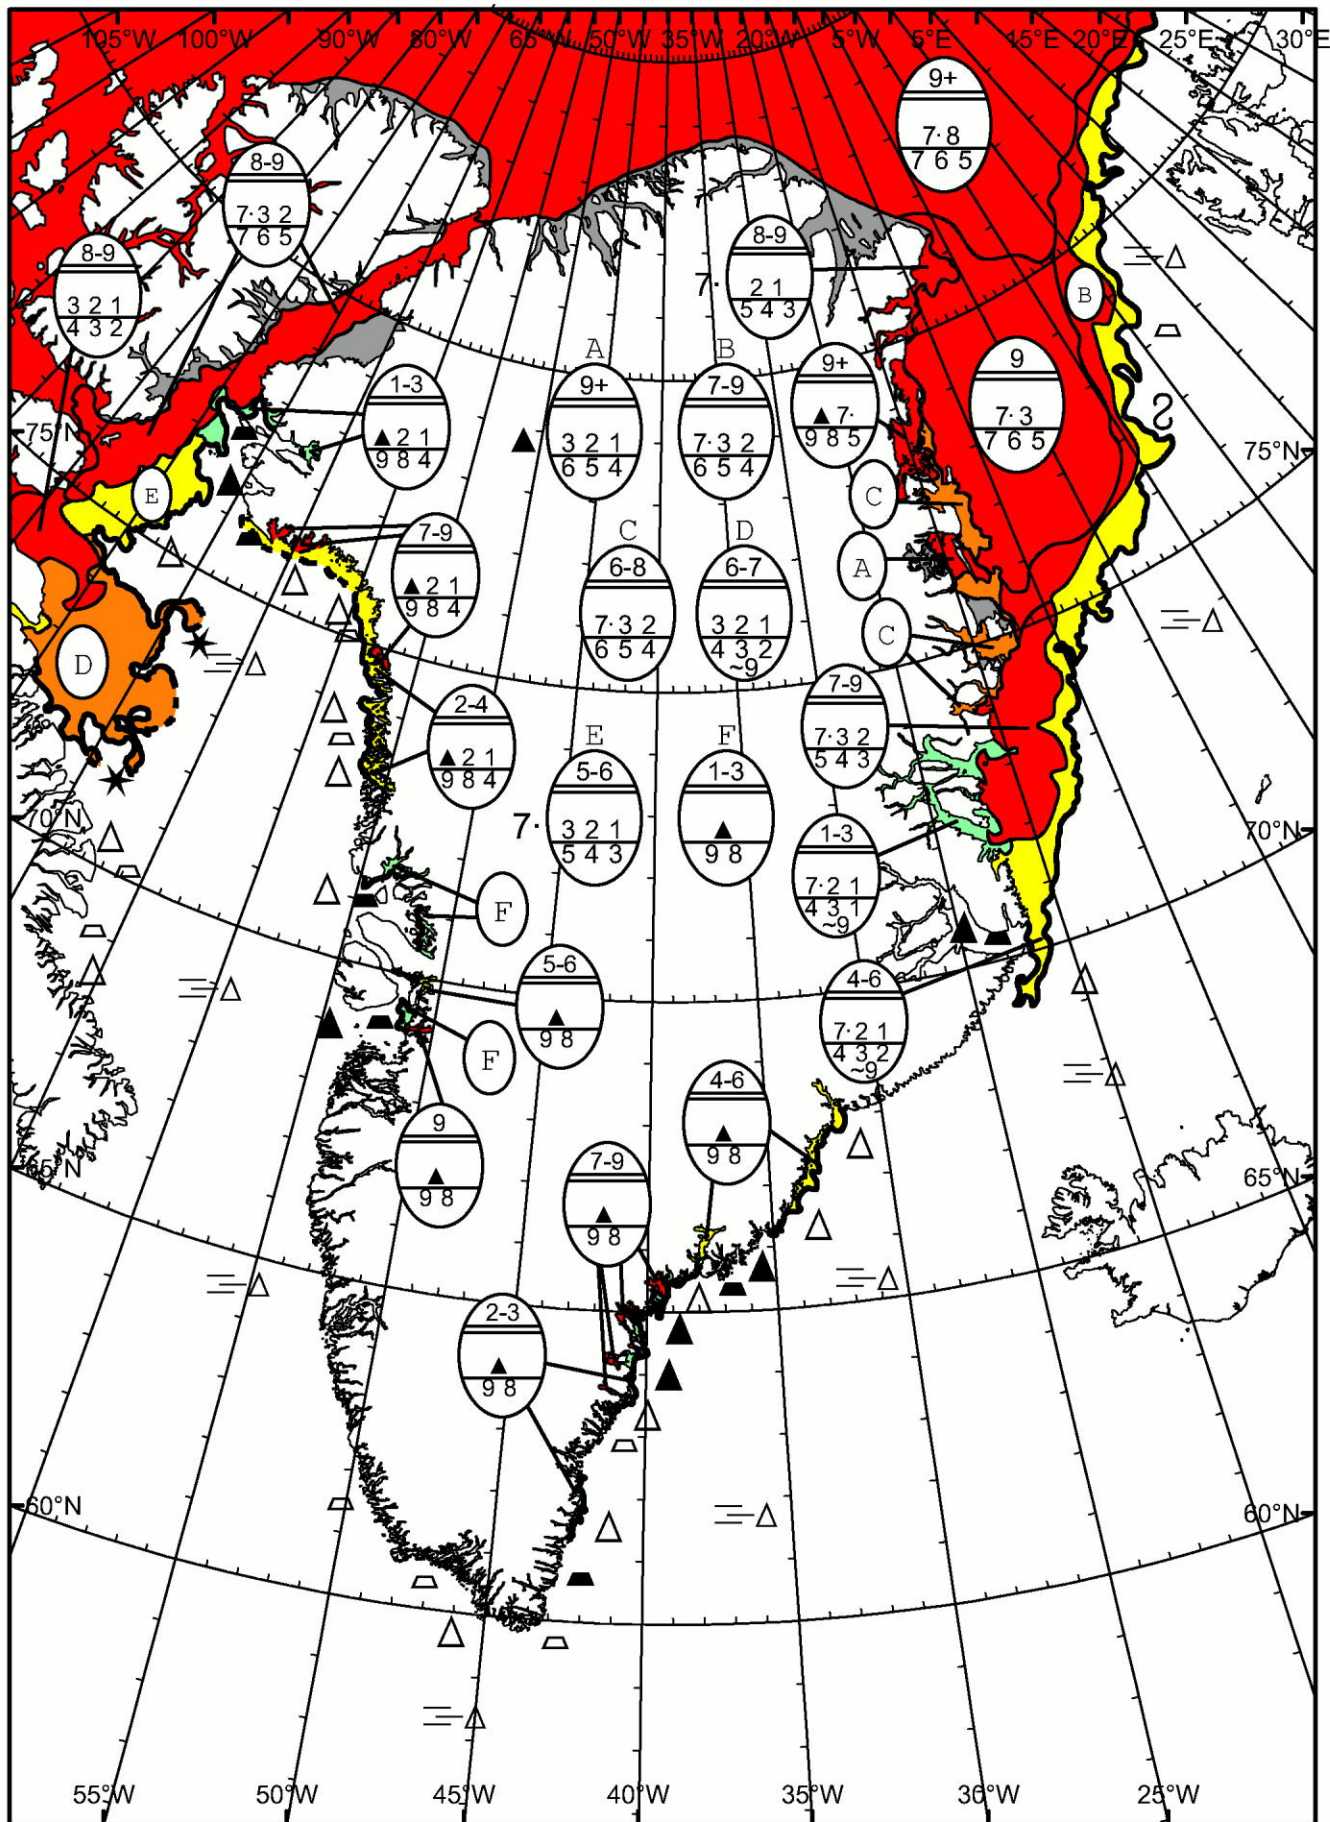 105°W 100°W 90°W 80°W 65°W 50°W 35°W 20°W 5°W 5°E 15°E 20°E 25°E 30°E
9+
7· 8
7 6 5
8-9
7· 3 2
7 6 5
8-9
3 2 1
4 3 2
8-9
7· 2 1
5 4 3
B
A
B
1-3
▲ 2 1
9 8 4
9+
3 2 1
6 5 4
7-9
7· 3 2
6 5 4
9+
▲ 7·
9 8 5
9
7· 3
7 6 5
75°N
75°N
E
C
7-9
▲ 2 1
9 8 4
C
D
6-8
7· 3 2
6 5 4
6-7
3 2 1
4 3 2
~9
A
C
D
7-9
7· 3 2
5 4 3
2-4
▲ 2 1
9 8 4
E
F
5-6
7· 3 2 1
5 4 3
1-3
▲
9 8
70°N
70°N
1-3
7· 2 1
4 3 1
~9
F
5-6
▲
9 8
4-6
7· 2 1
4 3 2
~9
F
4-6
▲
9 8
9
▲
9 8
7-9
▲
9 8
65°N
65°N
2-3
▲
9 8
60°N
60°N
55°W 50°W 45°W 40°W 35°W 30°W 25°W